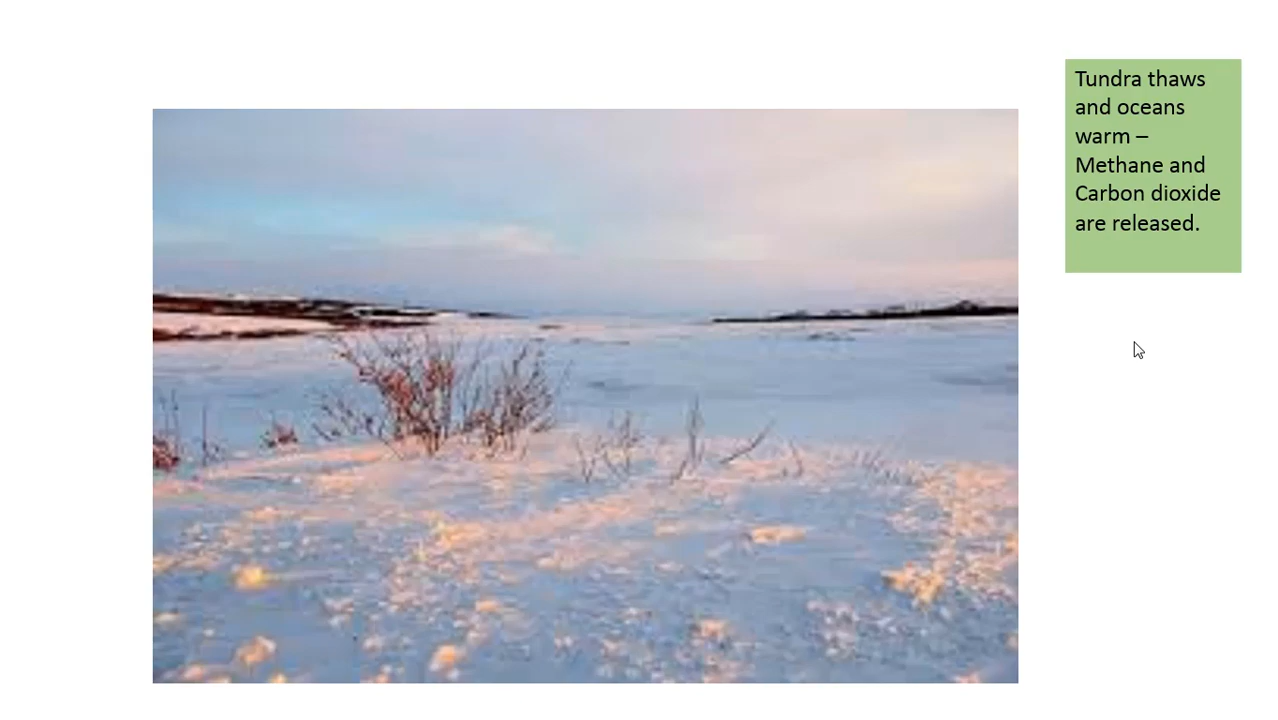 Tundra thaws
and oceans
warm –
Methane and
Carbon dioxide
are released.